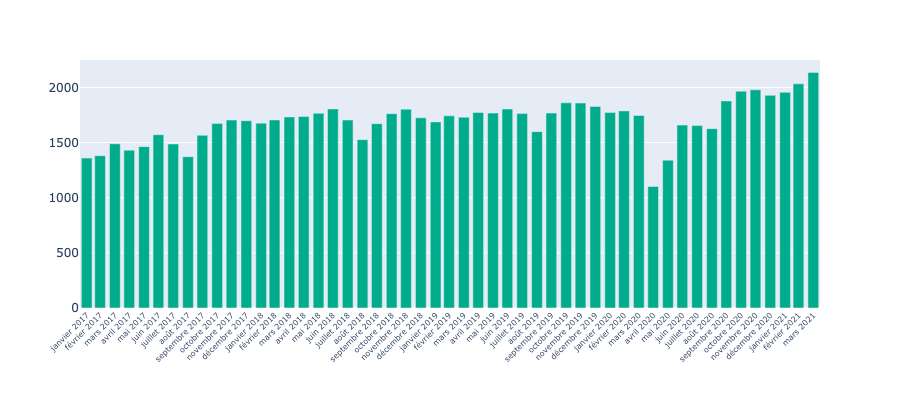 2000
1500
1000
500
0
janvier 2017
février 2017
mars 2017
avril 2017
mai 2017
juin 2017
juillet 2017
août 2017
septembre 2017
octobre 2017
novembre 2017
décembre 2017
janvier 2018
février 2018
mars 2018
avril 2018
mai 2018
juin 2018
juillet 2018
août 2018
septembre 2018
octobre 2018
novembre 2018
décembre 2018
janvier 2019
février 2019
mars 2019
avril 2019
mai 2019
juin 2019
juillet 2019
août 2019
septembre 2019
octobre 2019
novembre 2019
décembre 2019
janvier 2020
février 2020
mars 2020
avril 2020
mai 2020
juin 2020
juillet 2020
août 2020
septembre 2020
octobre 2020
novembre 2020
décembre 2020
janvier 2021
février 2021
mars 2021